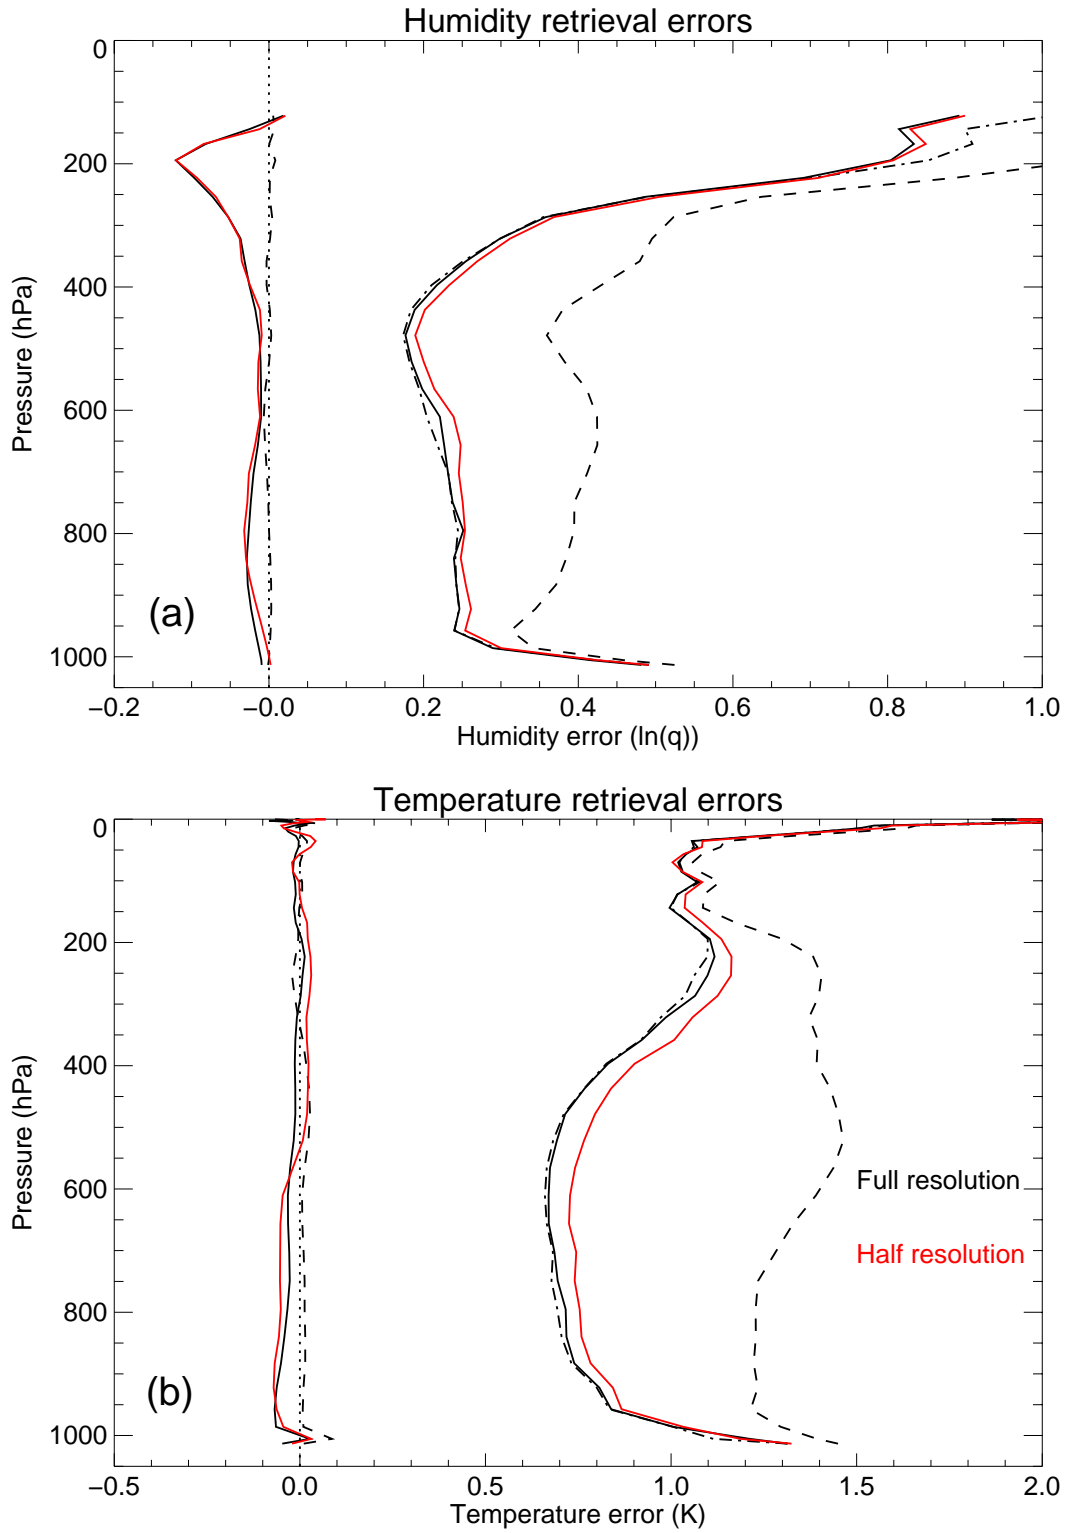 Humidity retrieval errors
0
200
400
600
800
1000
Pressure (hPa)
(a)
−0.2 −0.0 0.2 0.4 0.6 0.8 1.0
Humidity error (ln(q))
Temperature retrieval errors
0
200
400
600
800
1000
Pressure (hPa)
Full resolution
Half resolution
(b)
−0.5 0.0 0.5 1.0 1.5 2.0
Temperature error (K)